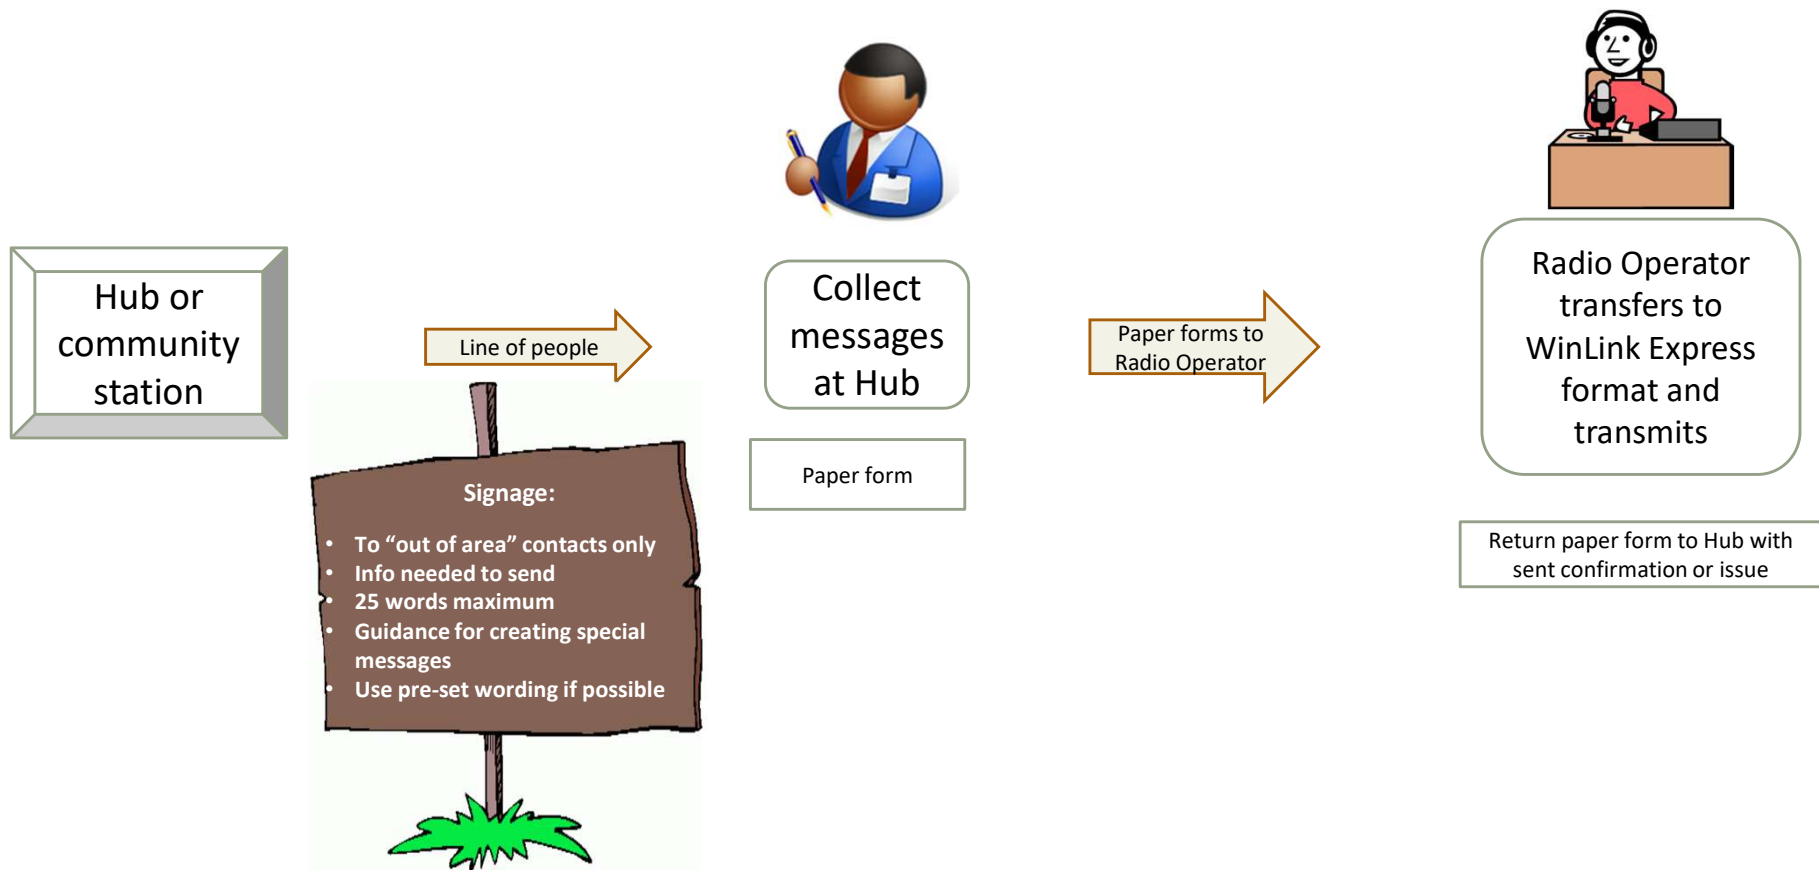 Hub or
community
station
Line of people
Signage:
• To “out of area” contacts only
• Info needed to send
• 25 words maximum
• Guidance for creating special
messages
• Use pre-set wording if possible
Collect
messages
at Hub
Paper form
Paper forms to
Radio Operator
Radio Operator
transfers to
WinLink Express
format and
transmits
Return paper form to Hub with
sent confirmation or issue